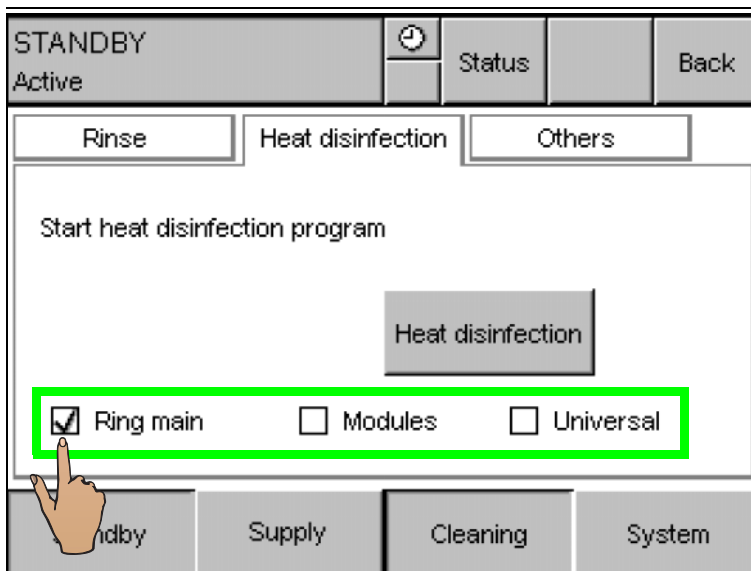 STANDBY
Active
Status
Back
Rinse
Heat disinfection
Others
Start heat disinfection program
Heat disinfection
Ring main
Modules
Universal
Standby
Supply
Cleaning
System